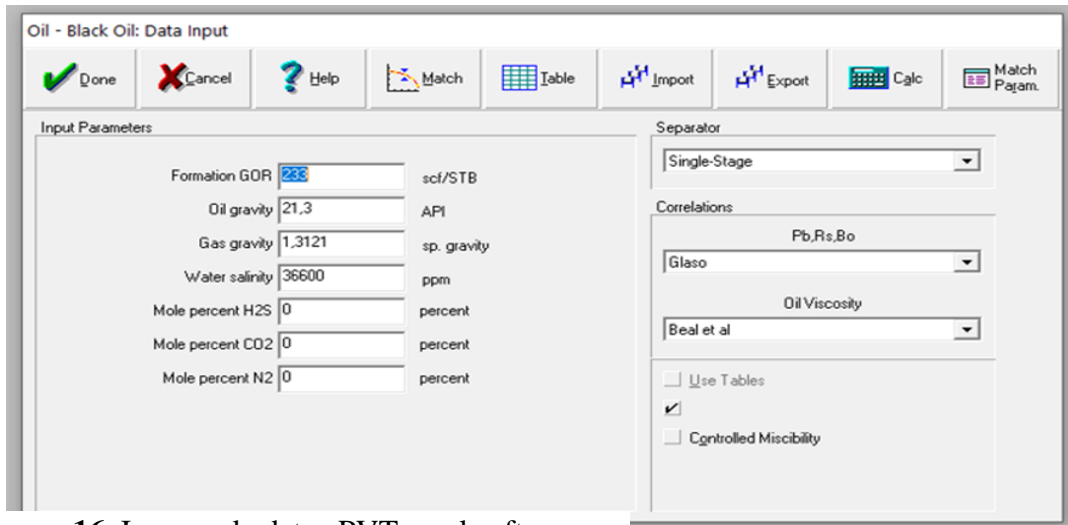 Oil - Black Oil: Data Input
Done Cancel Help Match Table Import Export Calc Match Param.
Input Parameters
Formation GOR 233 scf/STB
Oil gravity 21,3 API
Gas gravity 1,3121 sp. gravity
Water salinity 36600 ppm
Mole percent H2S 0 percent
Mole percent CO2 0 percent
Mole percent N2 0 percent
Separator
Single-Stage
Correlations
Pb,Rs,Bo
Glaso
Oil Viscosity
Beal et al
Use Tables
Controlled Miscibility
16.